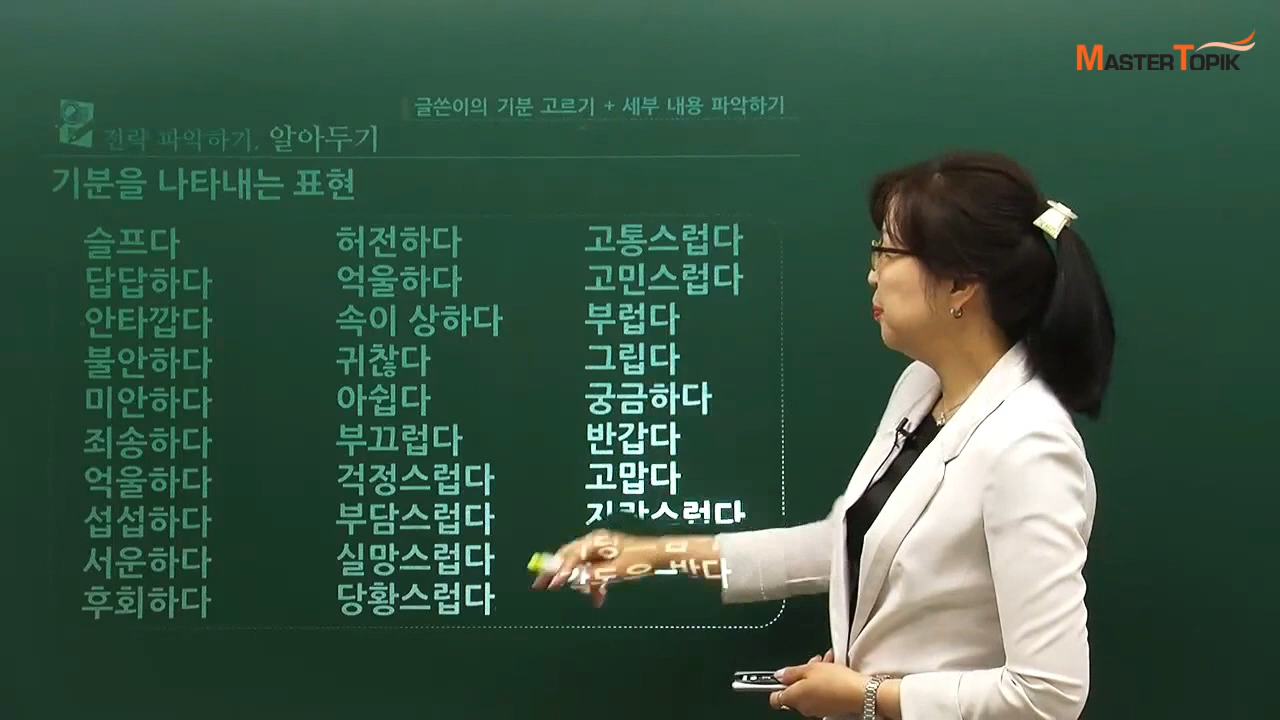 MASTERTOPIK
글쓴이의 기분 고르기 + 세부 내용 파악하기
전략 파악하기, 알아두기
기분을 나타내는 표현
슬프다 허전하다 고통스럽다
답답하다 억울하다 고민스럽다
안타깝다 속이 상하다 부럽다
불안하다 귀찮다 그립다
미안하다 아쉽다 궁금하다
죄송하다 부끄럽다 반갑다
억울하다 걱정스럽다 고맙다
섭섭하다 부담스럽다 자랑스럽다
서운하다 실망스럽다
후회하다 당황스럽다